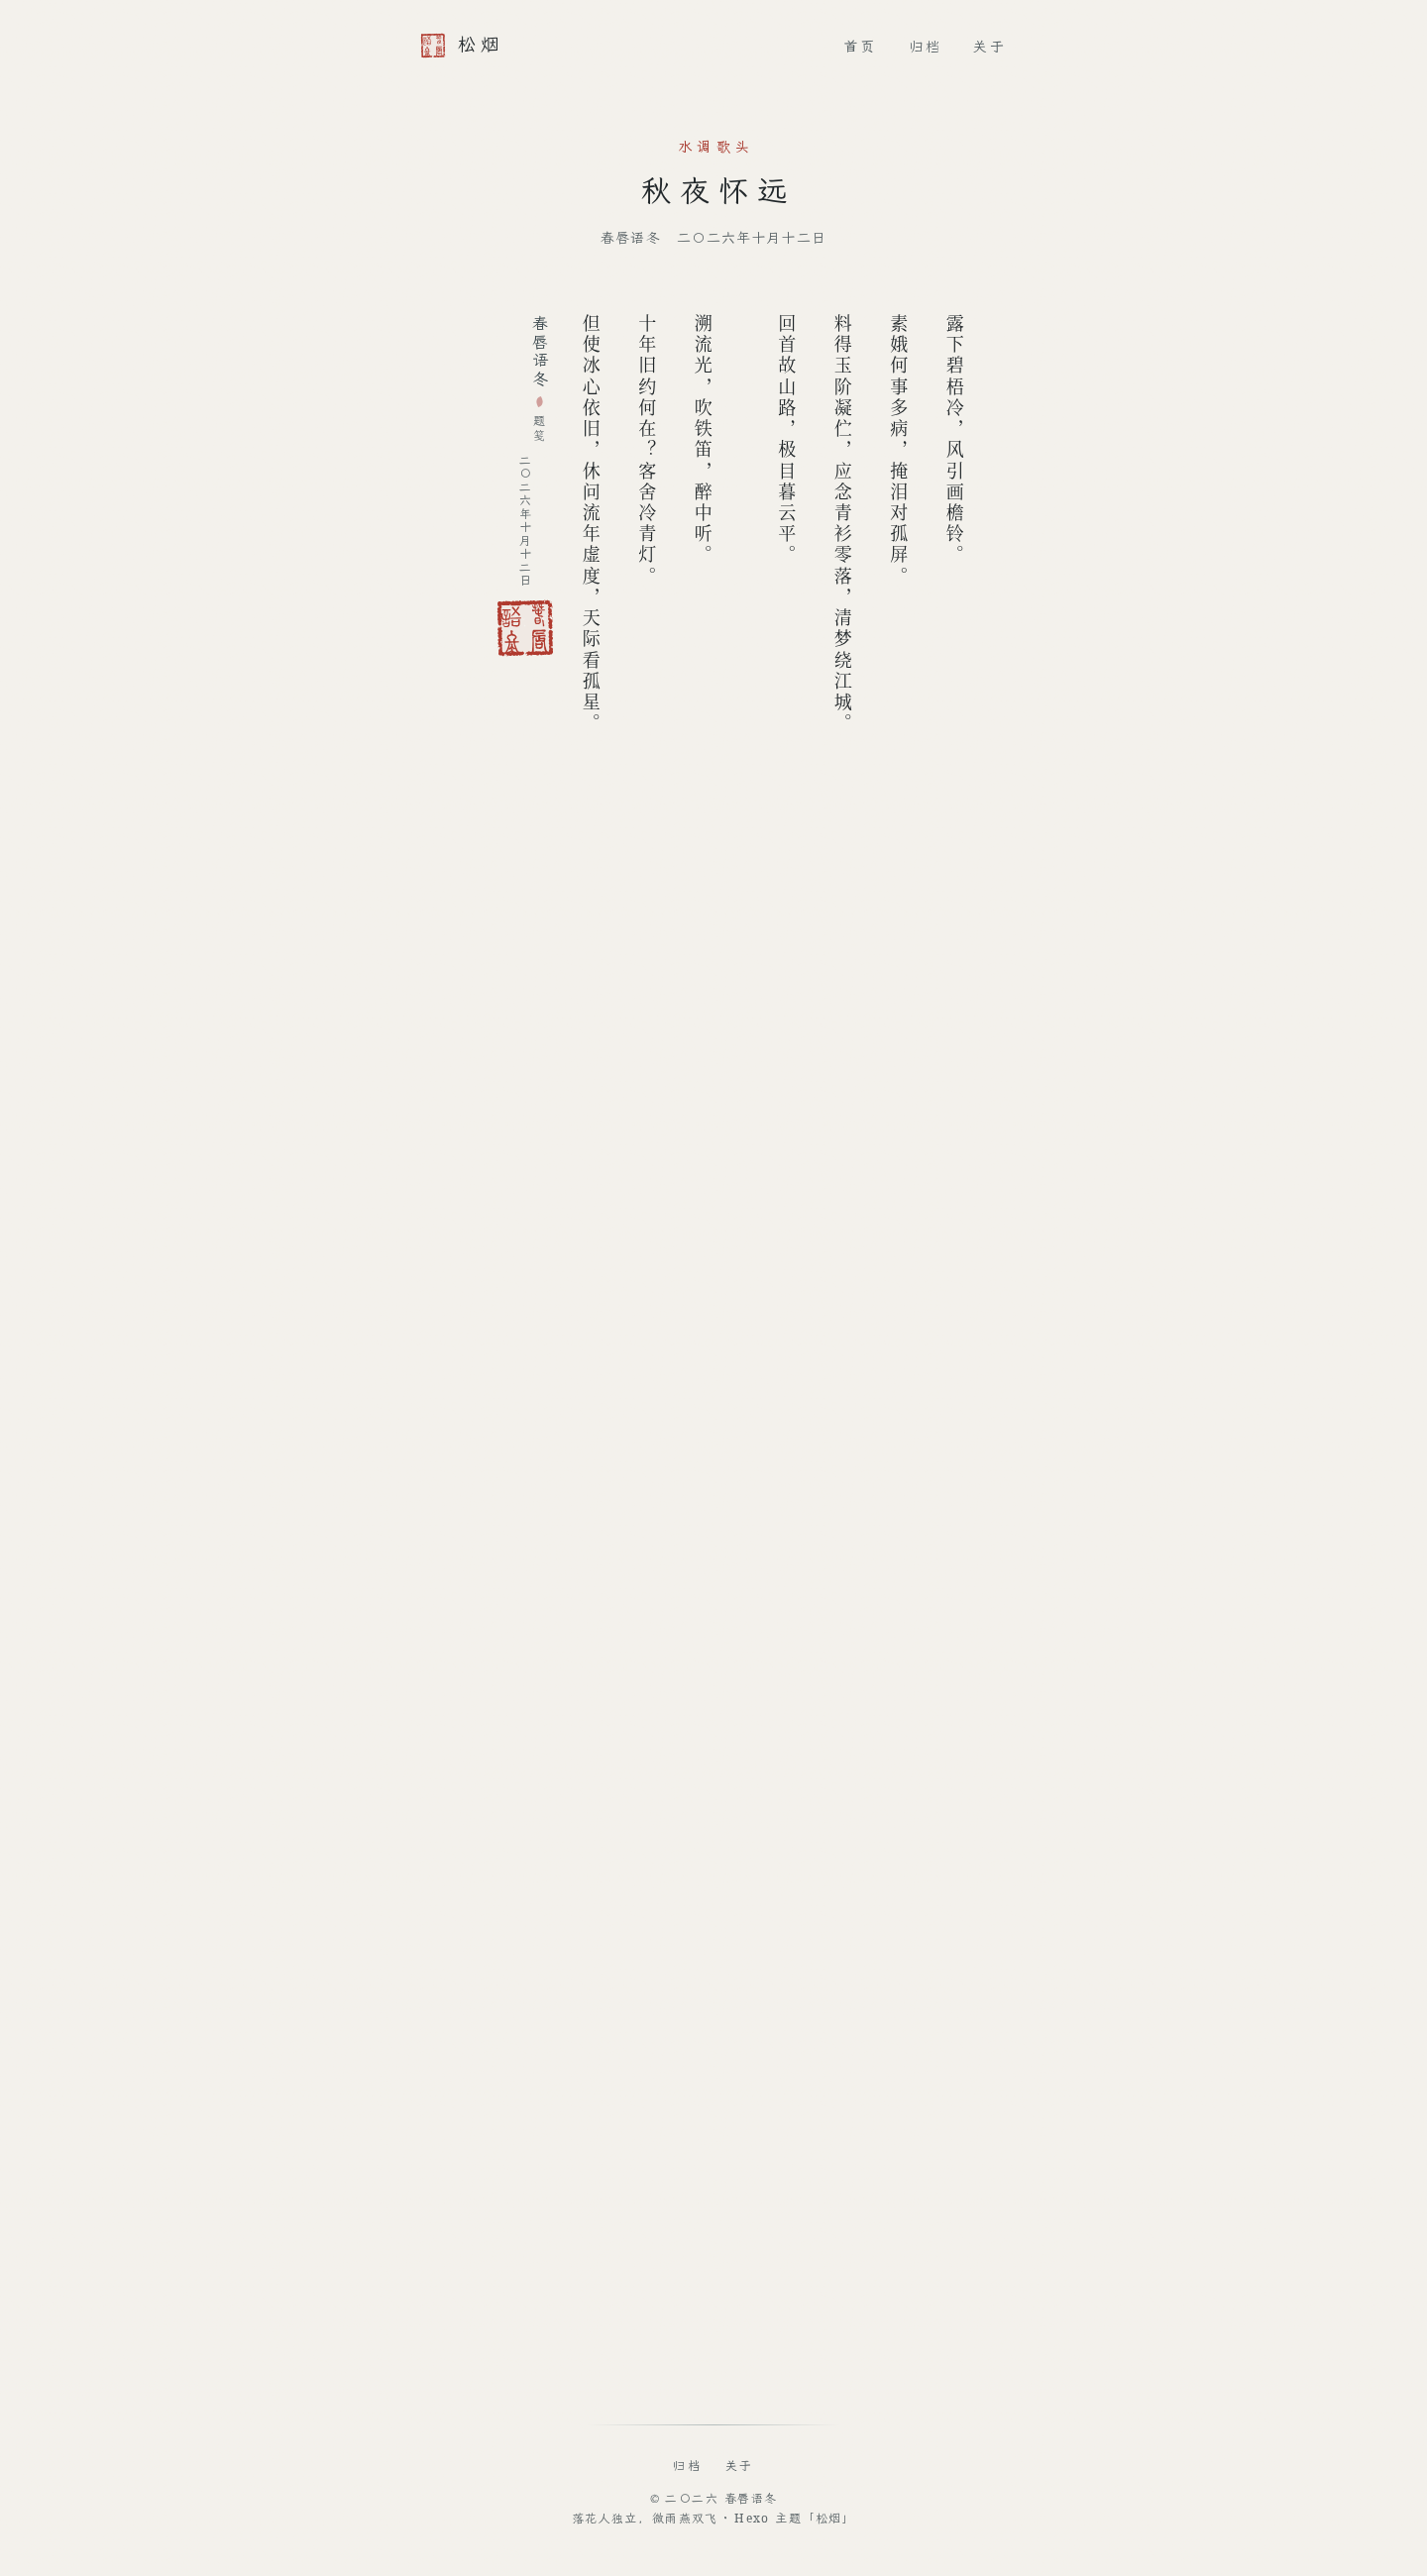 松烟
首页 归档 关于
水调歌头
秋夜怀远
春唇语冬 二〇二六年十月十二日
露下碧梧冷，风引画檐铃。
素娥何事多病，掩泪对孤屏。
料得玉阶凝伫，应念青衫零落，清梦绕江城。
回首故山路，极目暮云平。
溯流光，吹铁笛，醉中听。
十年旧约何在？客舍冷青灯。
但使冰心依旧，休问流年虚度，天际看孤星。
春唇语冬
题笺
二〇二六年十月十二日
春唇語冬
归档 关于
© 二〇二六 春唇语冬
落花人独立，微雨燕双飞 · Hexo 主题「松烟」